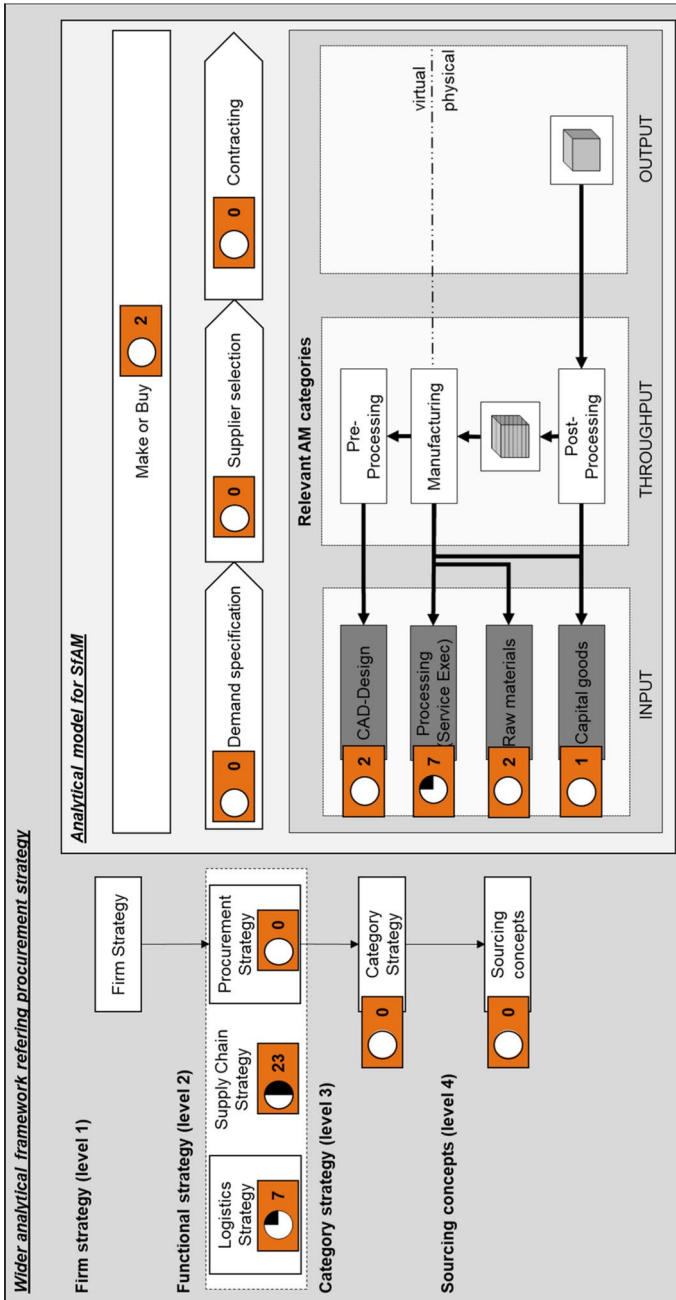 Wider analytical framework refering procurement strategy
Firm strategy (level 1)
Firm Strategy
Functional strategy (level 2)
Logistics
Strategy
7
Supply Chain
Strategy
23
Procurement
Strategy
0
Category strategy (level 3)
Category
Strategy
0
Sourcing concepts (level 4)
Sourcing
concepts
0
Analytical model for SfAM
Make or Buy
2
Demand specification
0
Supplier selection
0
Contracting
0
Relevant AM categories
CAD-Design
2
Processing
(Service Exec)
7
Raw materials
2
Capital goods
1
INPUT
Pre-
Processing
Manufacturing
Post-
Processing
THROUGHPUT
virtual
physical
OUTPUT